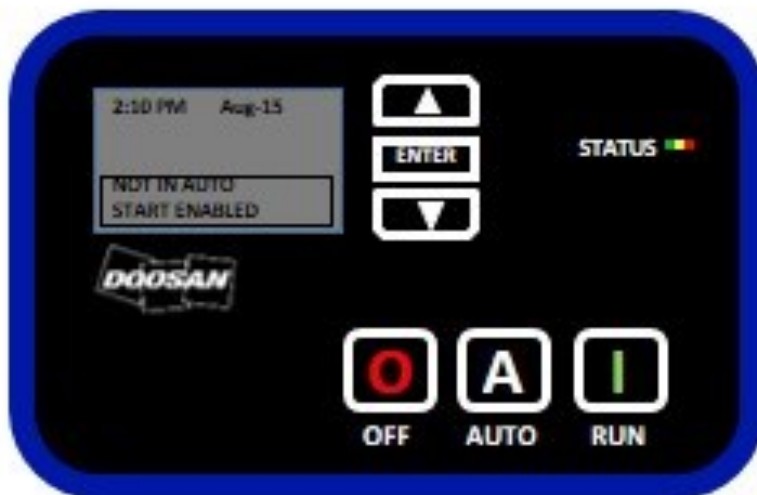 2:10 PM Aug-15
NOT IN AUTO
START ENABLED
ENTER
STATUS
DOOSAN
O A I
OFF AUTO RUN